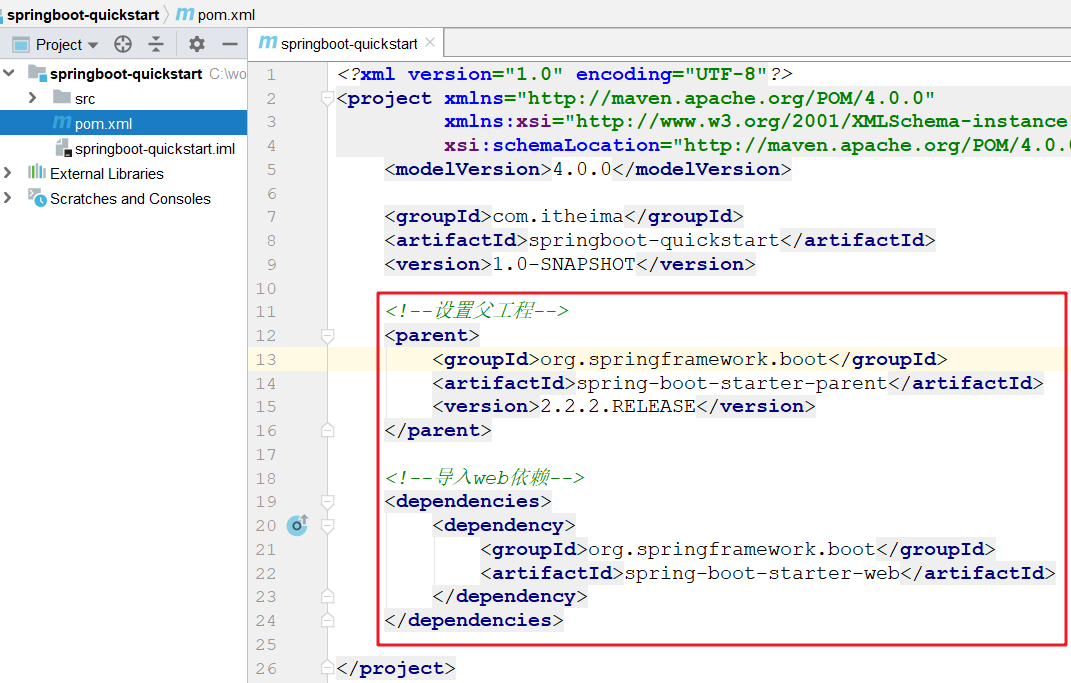 springboot-quickstart pom.xml
Project
springboot-quickstart
springboot-quickstart C:\wo
src
pom.xml
springboot-quickstart.iml
External Libraries
Scratches and Consoles
1 <?xml version="1.0" encoding="UTF-8"?>
2 <project xmlns="http://maven.apache.org/POM/4.0.0"
3 xmlns:xsi="http://www.w3.org/2001/XMLSchema-instance"
4 xsi:schemaLocation="http://maven.apache.org/POM/4.0.0
5 <modelVersion>4.0.0</modelVersion>
6
7 <groupId>com.itheima</groupId>
8 <artifactId>springboot-quickstart</artifactId>
9 <version>1.0-SNAPSHOT</version>
10
11 <!--设置父工程-->
12 <parent>
13 <groupId>org.springframework.boot</groupId>
14 <artifactId>spring-boot-starter-parent</artifactId>
15 <version>2.2.2.RELEASE</version>
16 </parent>
17
18 <!--导入web依赖-->
19 <dependencies>
20 <dependency>
21 <groupId>org.springframework.boot</groupId>
22 <artifactId>spring-boot-starter-web</artifactId>
23 </dependency>
24 </dependencies>
25
26 </project>